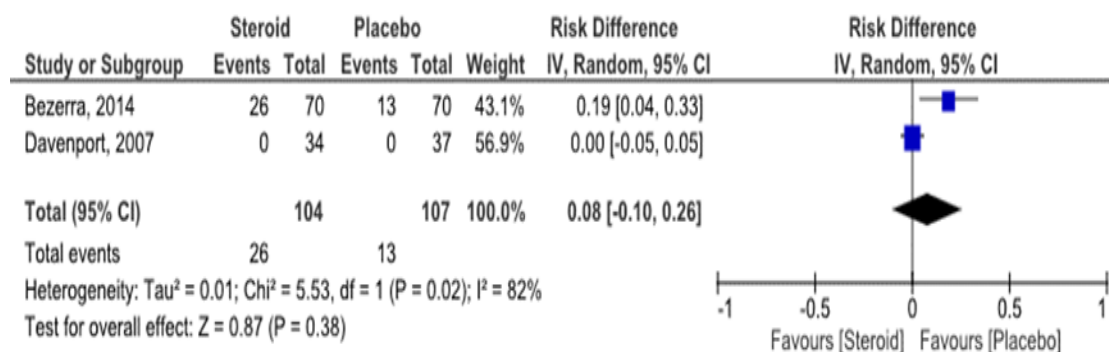 Steroid Placebo Risk Difference Risk Difference
Study or Subgroup Events Total Events Total Weight IV, Random, 95% CI IV, Random, 95% CI
Bezerra, 2014 26 70 13 70 43.1% 0.19 [0.04, 0.33]
Davenport, 2007 0 34 0 37 56.9% 0.00 [-0.05, 0.05]
Total (95% CI) 104 107 100.0% 0.08 [-0.10, 0.26]
Total events 26 13
Heterogeneity: Tau² = 0.01; Chi² = 5.53, df = 1 (P = 0.02); I² = 82%
Test for overall effect: Z = 0.87 (P = 0.38)
-1 -0.5 0 0.5 1
Favours [Steroid] Favours [Placebo]